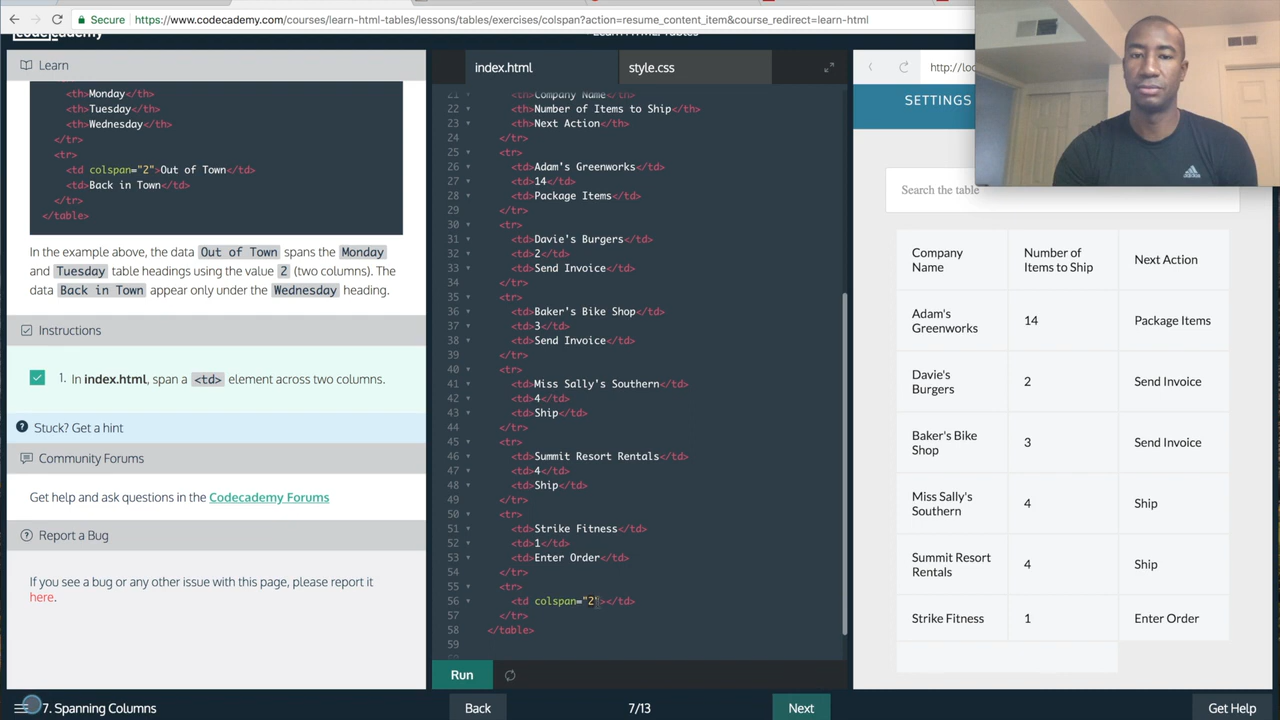 Secure
https://www.codecademy.com/courses/learn-html-tables/lessons/tables/exercises/colspan?action=resume_content_item&course_redirect=learn-html
Learn
<th>Monday</th>
<th>Tuesday</th>
<th>Wednesday</th>
</tr>
<tr>
<td colspan="2">Out of Town</td>
<td>Back in Town</td>
</tr>
</table>
In the example above, the data Out of Town spans the Monday
and Tuesday table headings using the value 2 (two columns). The
data Back in Town appear only under the Wednesday heading.
Instructions
1. In index.html, span a <td> element across two columns.
Stuck? Get a hint
Community Forums
Get help and ask questions in the Codecademy Forums
Report a Bug
If you see a bug or any other issue with this page, please report it
here.
7. Spanning Columns
index.html
style.css
21 <th>Company Name</th>
22 <th>Number of Items to Ship</th>
23 <th>Next Action</th>
24 </tr>
25 <tr>
26 <td>Adam's Greenworks</td>
27 <td>14</td>
28 <td>Package Items</td>
29 </tr>
30 <tr>
31 <td>Davie's Burgers</td>
32 <td>2</td>
33 <td>Send Invoice</td>
34 </tr>
35 <tr>
36 <td>Baker's Bike Shop</td>
37 <td>3</td>
38 <td>Send Invoice</td>
39 </tr>
40 <tr>
41 <td>Miss Sally's Southern</td>
42 <td>4</td>
43 <td>Ship</td>
44 </tr>
45 <tr>
46 <td>Summit Resort Rentals</td>
47 <td>4</td>
48 <td>Ship</td>
49 </tr>
50 <tr>
51 <td>Strike Fitness</td>
52 <td>1</td>
53 <td>Enter Order</td>
54 </tr>
55 <tr>
56 <td colspan="2"></td>
57 </tr>
58 </table>
59
Run
Back
7/13
Next
http://loc
SETTINGS
Search the table
Company Name
Number of Items to Ship
Next Action
Adam's Greenworks
14
Package Items
Davie's Burgers
2
Send Invoice
Baker's Bike Shop
3
Send Invoice
Miss Sally's Southern
4
Ship
Summit Resort Rentals
4
Ship
Strike Fitness
1
Enter Order
Get Help